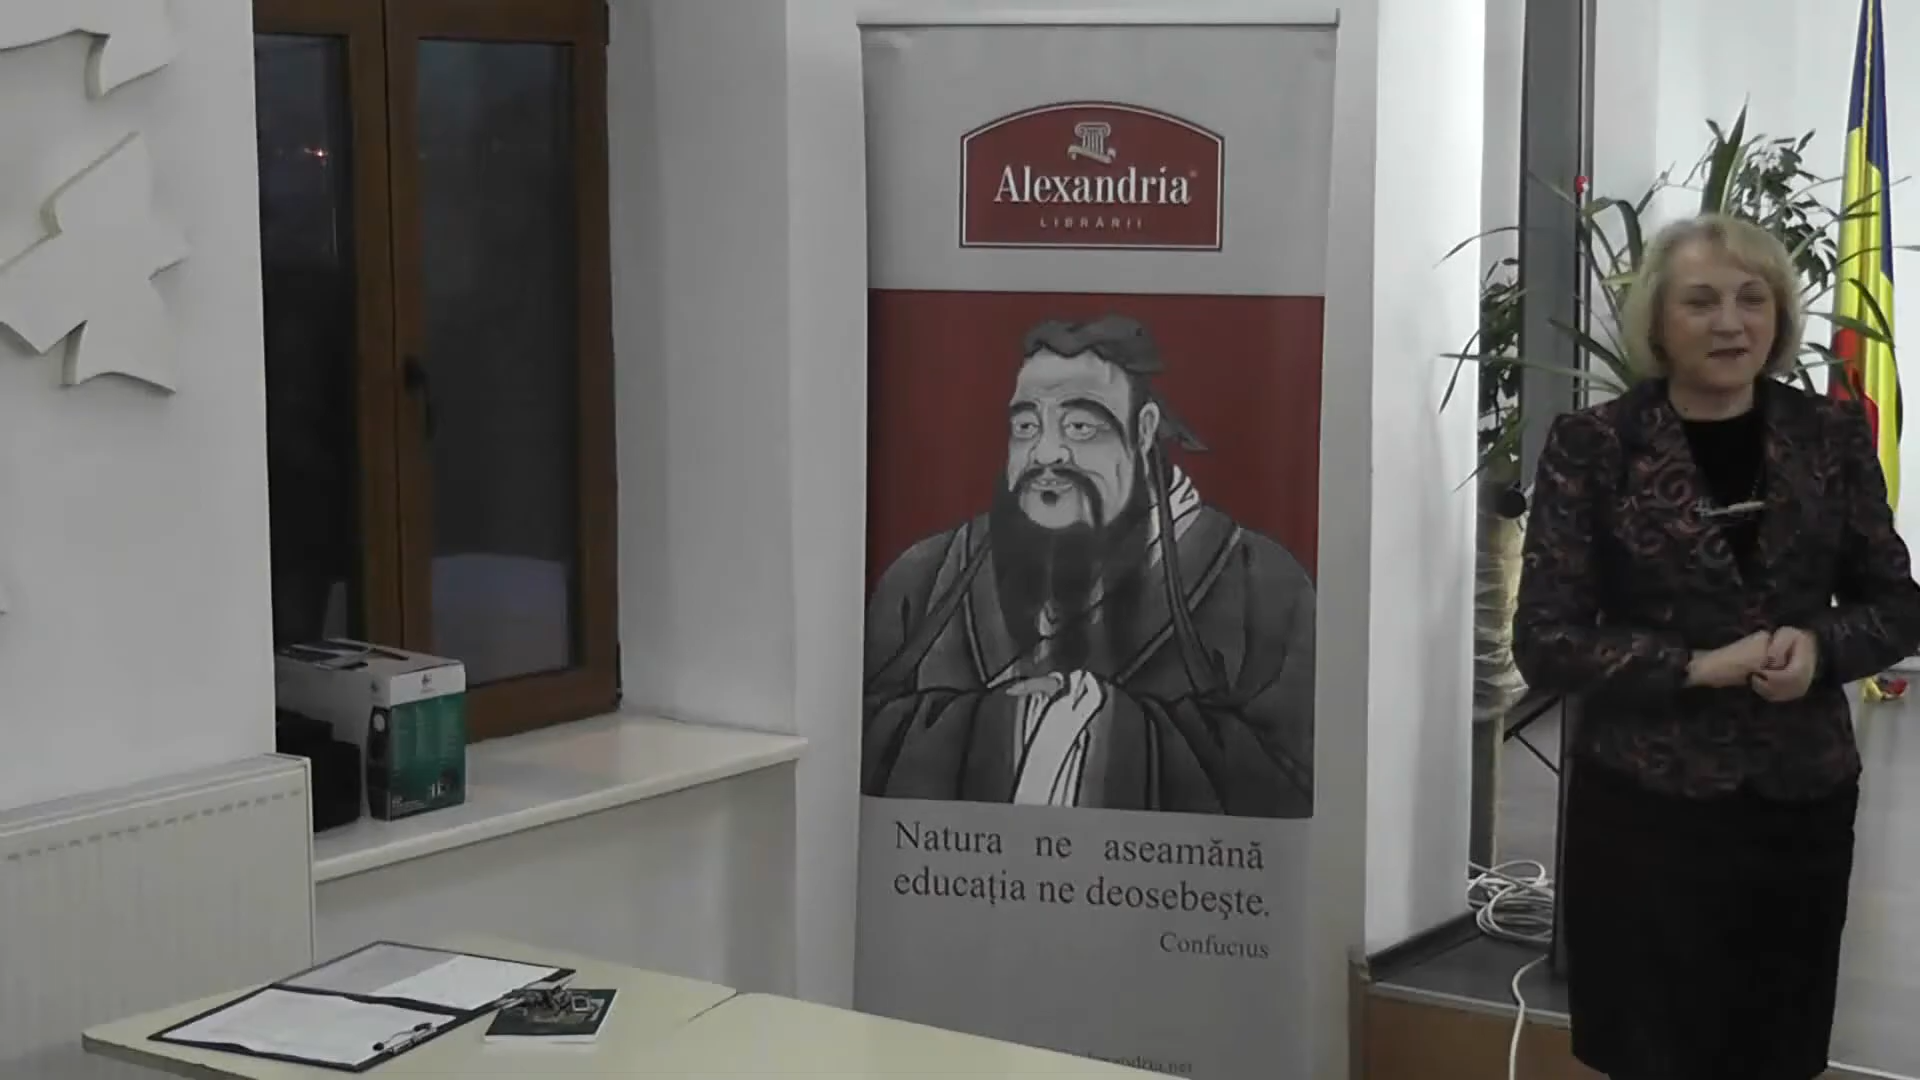 Alexandria
LIBRĂRII
Natura ne aseamănă
educația ne deosebește.
Confucius